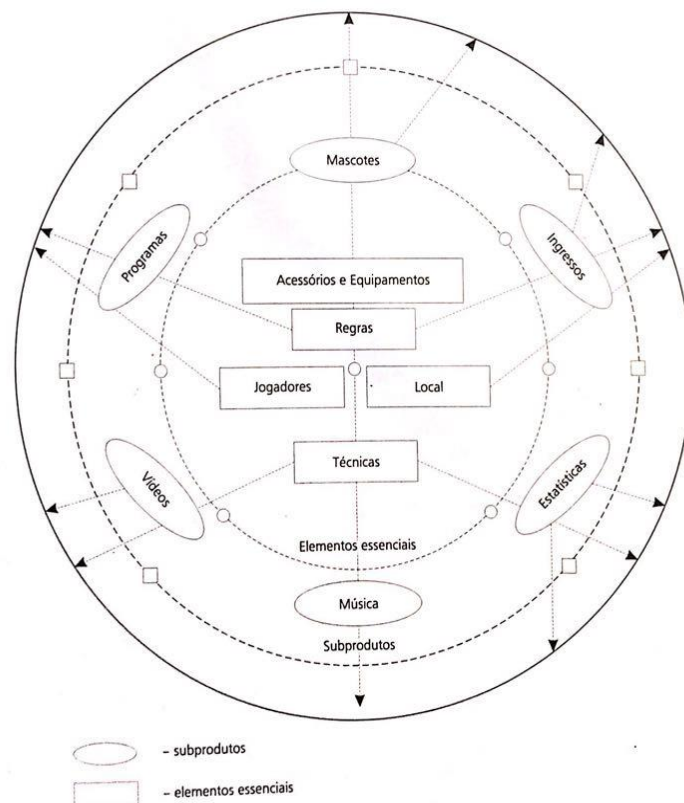 Mascotes
Programas
Ingressos
Acessórios e Equipamentos
Regras
Jogadores
Local
Técnicas
Vídeos
Estatísticas
Elementos essenciais
Música
Subprodutos
– subprodutos
– elementos essenciais